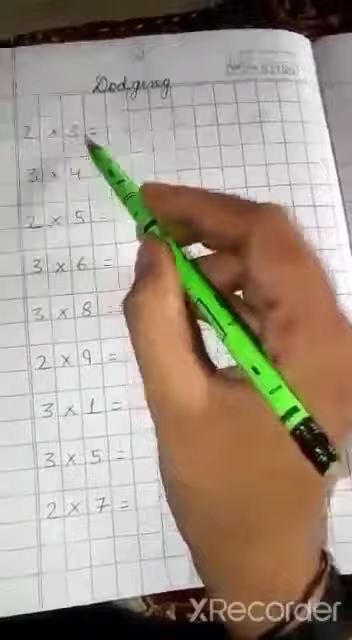 Dodging
2 × 3 =
3 × 4
2 × 5 =
3 × 6 =
3 × 8 =
2 × 9 =
3 × 1 =
3 × 5 =
2 × 7 =
XRecorder